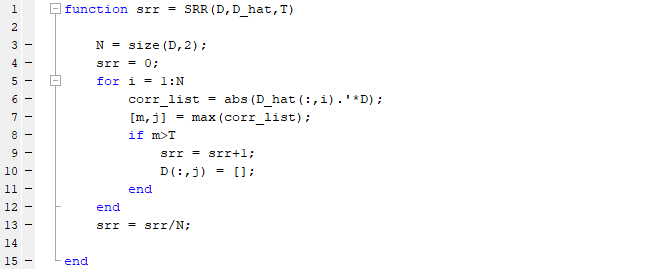 1 function srr = SRR(D,D_hat,T)
2
3 - N = size(D,2);
4 - srr = 0;
5 - for i = 1:N
6 - corr_list = abs(D_hat(:,i).'*D);
7 - [m,j] = max(corr_list);
8 - if m>T
9 - srr = srr+1;
10 - D(:,j) = [];
11 - end
12 - end
13 - srr = srr/N;
14
15 - end